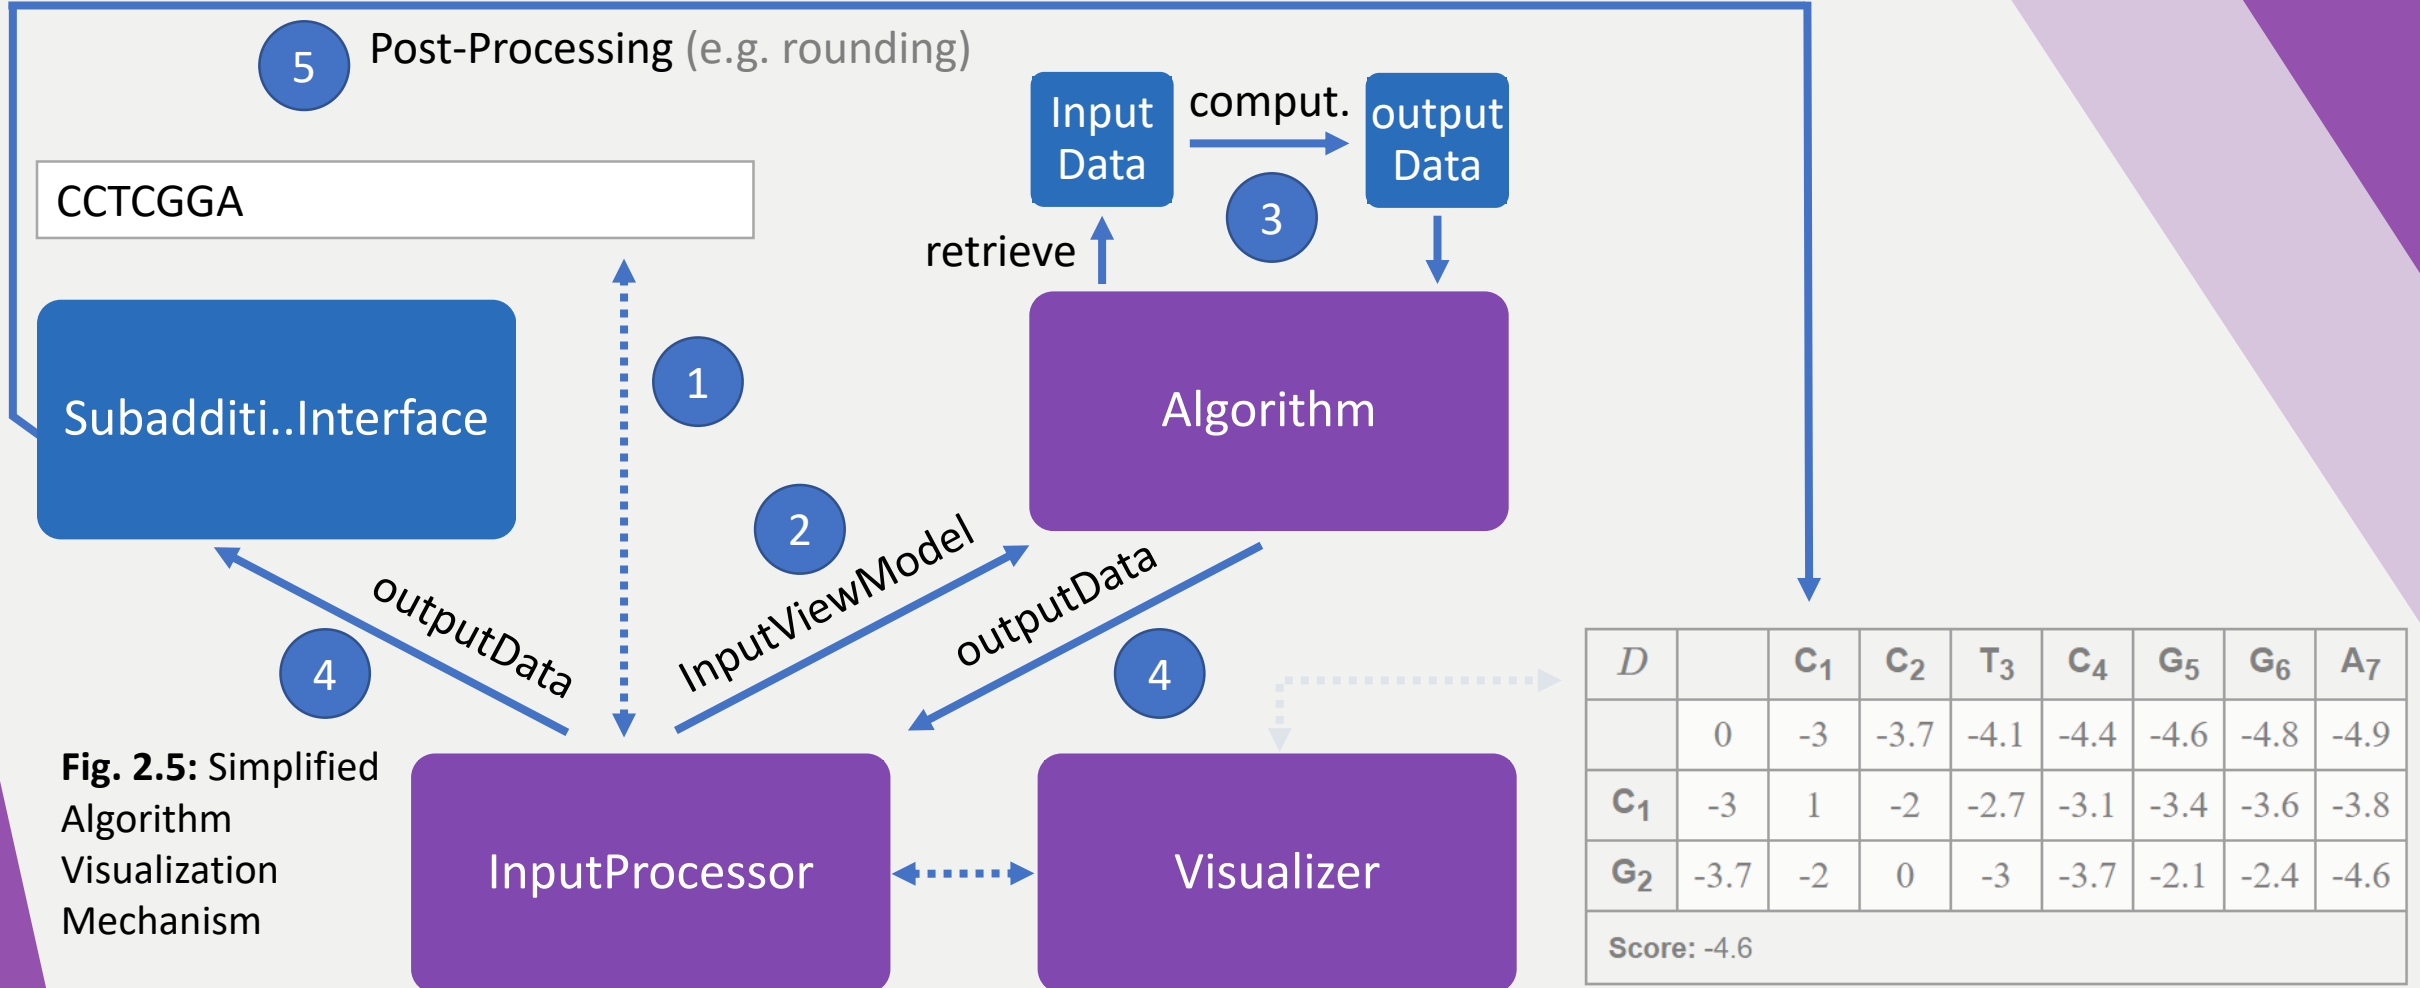 5 Post-Processing (e.g. rounding)
CCTCGGA
Input
Data
comput.
output
Data
3
retrieve
Subadditi..Interface
1
Algorithm
2
InputViewModel
outputData
4
outputData
4
Fig. 2.5: Simplified
Algorithm
Visualization
Mechanism
InputProcessor
Visualizer
D C1 C2 T3 C4 G5 G6 A7
0 -3 -3.7 -4.1 -4.4 -4.6 -4.8 -4.9
C1 -3 1 -2 -2.7 -3.1 -3.4 -3.6 -3.8
G2 -3.7 -2 0 -3 -3.7 -2.1 -2.4 -4.6
Score: -4.6